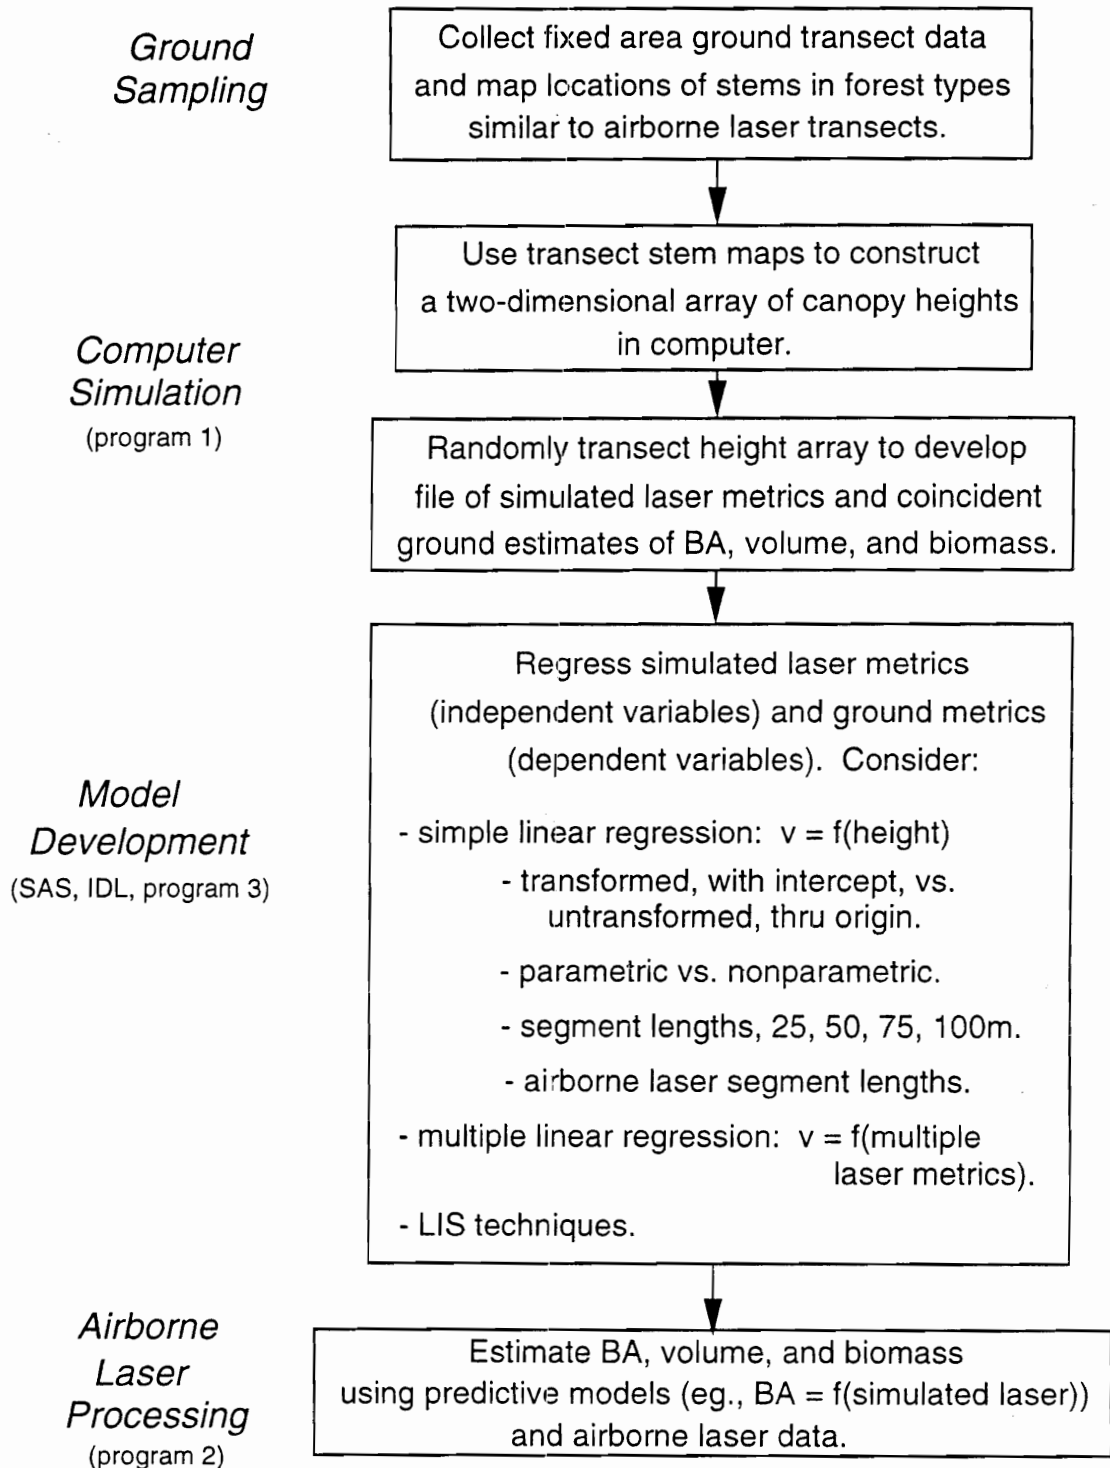 Ground
Sampling
Collect fixed area ground transect data
and map locations of stems in forest types
similar to airborne laser transects.
Use transect stem maps to construct
a two-dimensional array of canopy heights
in computer.
Computer
Simulation
(program 1)
Randomly transect height array to develop
file of simulated laser metrics and coincident
ground estimates of BA, volume, and biomass.
Model
Development
(SAS, IDL, program 3)
Regress simulated laser metrics
(independent variables) and ground metrics
(dependent variables).  Consider:
- simple linear regression:  v = f(height)
- transformed, with intercept, vs.
untransformed, thru origin.
- parametric vs. nonparametric.
- segment lengths, 25, 50, 75, 100m.
- airborne laser segment lengths.
- multiple linear regression:  v = f(multiple
laser metrics).
- LIS techniques.
Airborne
Laser
Processing
(program 2)
Estimate BA, volume, and biomass
using predictive models (eg., BA = f(simulated laser))
and airborne laser data.